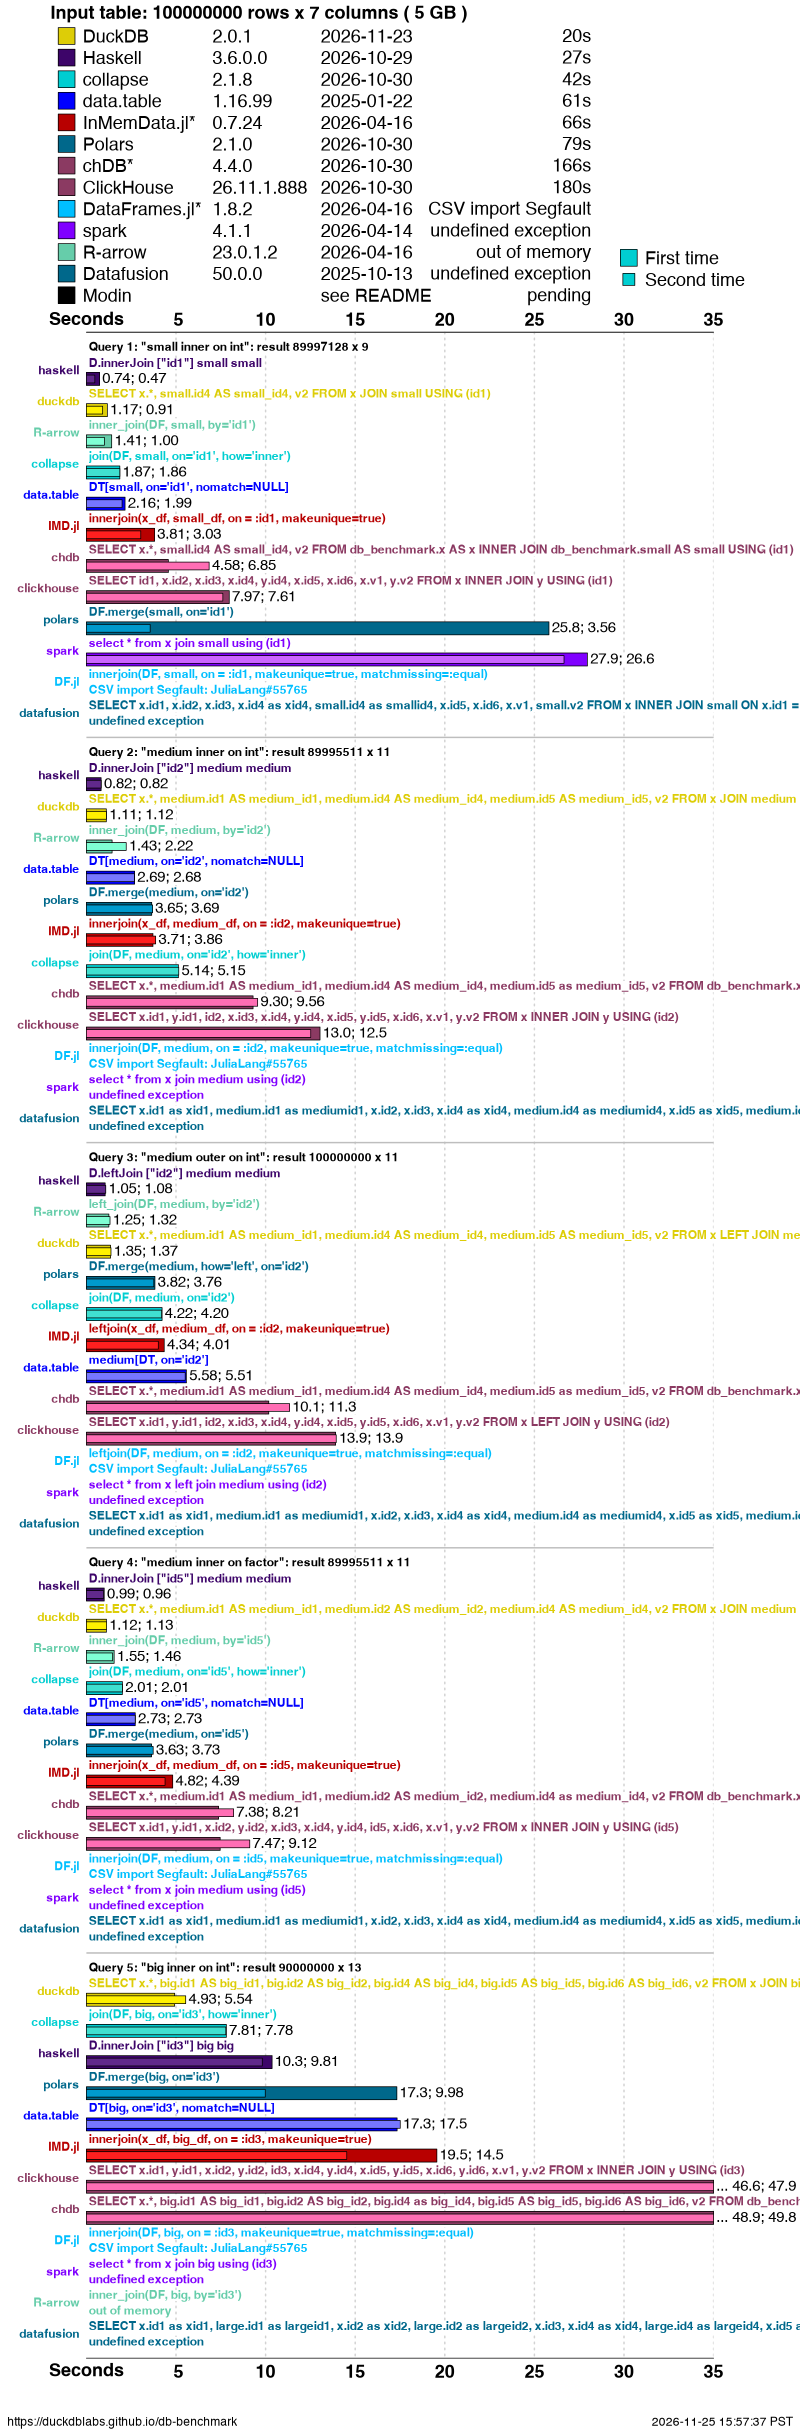 Input table: 100000000 rows x 7 columns ( 5 GB )
DuckDB 2.0.1 2026-11-23 20s
Haskell 3.6.0.0 2026-10-29 27s
collapse 2.1.8 2026-10-30 42s
data.table 1.16.99 2025-01-22 61s
InMemData.jl* 0.7.24 2026-04-16 66s
Polars 2.1.0 2026-10-30 79s
chDB* 4.4.0 2026-10-30 166s
ClickHouse 26.11.1.888 2026-10-30 180s
DataFrames.jl* 1.8.2 2026-04-16 CSV import Segfault
spark 4.1.1 2026-04-14 undefined exception
R-arrow 23.0.1.2 2026-04-16 out of memory
Datafusion 50.0.0 2025-10-13 undefined exception
Modin see README pending
First time
Second time
Seconds 5 10 15 20 25 30 35
Query 1: "small inner on int": result 89997128 x 9
haskell D.innerJoin ["id1"] small small
0.74; 0.47
duckdb SELECT x.*, small.id4 AS small_id4, v2 FROM x JOIN small USING (id1)
1.17; 0.91
R-arrow inner_join(DF, small, by='id1')
1.41; 1.00
collapse join(DF, small, on='id1', how='inner')
1.87; 1.86
data.table DT[small, on='id1', nomatch=NULL]
2.16; 1.99
IMD.jl innerjoin(x_df, small_df, on = :id1, makeunique=true)
3.81; 3.03
chdb SELECT x.*, small.id4 AS small_id4, v2 FROM db_benchmark.x AS x INNER JOIN db_benchmark.small AS small USING (id1)
4.58; 6.85
clickhouse SELECT id1, x.id2, x.id3, x.id4, y.id4, x.id5, x.id6, x.v1, y.v2 FROM x INNER JOIN y USING (id1)
7.97; 7.61
polars DF.merge(small, on='id1')
25.8; 3.56
spark select * from x join small using (id1)
27.9; 26.6
DF.jl innerjoin(DF, small, on = :id1, makeunique=true, matchmissing=:equal)
CSV import Segfault: JuliaLang#55765
datafusion SELECT x.id1, x.id2, x.id3, x.id4 as xid4, small.id4 as smallid4, x.id5, x.id6, x.v1, small.v2 FROM x INNER JOIN small ON x.id1 =
undefined exception
Query 2: "medium inner on int": result 89995511 x 11
haskell D.innerJoin ["id2"] medium medium
0.82; 0.82
duckdb SELECT x.*, medium.id1 AS medium_id1, medium.id4 AS medium_id4, medium.id5 AS medium_id5, v2 FROM x JOIN medium
1.11; 1.12
R-arrow inner_join(DF, medium, by='id2')
1.43; 2.22
data.table DT[medium, on='id2', nomatch=NULL]
2.69; 2.68
polars DF.merge(medium, on='id2')
3.65; 3.69
IMD.jl innerjoin(x_df, medium_df, on = :id2, makeunique=true)
3.71; 3.86
collapse join(DF, medium, on='id2', how='inner')
5.14; 5.15
chdb SELECT x.*, medium.id1 AS medium_id1, medium.id4 AS medium_id4, medium.id5 as medium_id5, v2 FROM db_benchmark.x
9.30; 9.56
clickhouse SELECT x.id1, y.id1, id2, x.id3, x.id4, y.id4, x.id5, y.id5, x.id6, x.v1, y.v2 FROM x INNER JOIN y USING (id2)
13.0; 12.5
DF.jl innerjoin(DF, medium, on = :id2, makeunique=true, matchmissing=:equal)
CSV import Segfault: JuliaLang#55765
spark select * from x join medium using (id2)
undefined exception
datafusion SELECT x.id1 as xid1, medium.id1 as mediumid1, x.id2, x.id3, x.id4 as xid4, medium.id4 as mediumid4, x.id5 as xid5, medium.i
undefined exception
Query 3: "medium outer on int": result 100000000 x 11
haskell D.leftJoin ["id2"] medium medium
1.05; 1.08
R-arrow left_join(DF, medium, by='id2')
1.25; 1.32
duckdb SELECT x.*, medium.id1 AS medium_id1, medium.id4 AS medium_id4, medium.id5 AS medium_id5, v2 FROM x LEFT JOIN me
1.35; 1.37
polars DF.merge(medium, how='left', on='id2')
3.82; 3.76
collapse join(DF, medium, on='id2')
4.22; 4.20
IMD.jl leftjoin(x_df, medium_df, on = :id2, makeunique=true)
4.34; 4.01
data.table medium[DT, on='id2']
5.58; 5.51
chdb SELECT x.*, medium.id1 AS medium_id1, medium.id4 AS medium_id4, medium.id5 as medium_id5, v2 FROM db_benchmark.x
10.1; 11.3
clickhouse SELECT x.id1, y.id1, id2, x.id3, x.id4, y.id4, x.id5, y.id5, x.id6, x.v1, y.v2 FROM x LEFT JOIN y USING (id2)
13.9; 13.9
DF.jl leftjoin(DF, medium, on = :id2, makeunique=true, matchmissing=:equal)
CSV import Segfault: JuliaLang#55765
spark select * from x left join medium using (id2)
undefined exception
datafusion SELECT x.id1 as xid1, medium.id1 as mediumid1, x.id2, x.id3, x.id4 as xid4, medium.id4 as mediumid4, x.id5 as xid5, medium.i
undefined exception
Query 4: "medium inner on factor": result 89995511 x 11
haskell D.innerJoin ["id5"] medium medium
0.99; 0.96
duckdb SELECT x.*, medium.id1 AS medium_id1, medium.id2 AS medium_id2, medium.id4 AS medium_id4, v2 FROM x JOIN medium
1.12; 1.13
R-arrow inner_join(DF, medium, by='id5')
1.55; 1.46
collapse join(DF, medium, on='id5', how='inner')
2.01; 2.01
data.table DT[medium, on='id5', nomatch=NULL]
2.73; 2.73
polars DF.merge(medium, on='id5')
3.63; 3.73
IMD.jl innerjoin(x_df, medium_df, on = :id5, makeunique=true)
4.82; 4.39
chdb SELECT x.*, medium.id1 AS medium_id1, medium.id2 AS medium_id2, medium.id4 as medium_id4, v2 FROM db_benchmark.x
7.38; 8.21
clickhouse SELECT x.id1, y.id1, x.id2, y.id2, x.id3, x.id4, y.id4, id5, x.id6, x.v1, y.v2 FROM x INNER JOIN y USING (id5)
7.47; 9.12
DF.jl innerjoin(DF, medium, on = :id5, makeunique=true, matchmissing=:equal)
CSV import Segfault: JuliaLang#55765
spark select * from x join medium using (id5)
undefined exception
datafusion SELECT x.id1 as xid1, medium.id1 as mediumid1, x.id2, x.id3, x.id4 as xid4, medium.id4 as mediumid4, x.id5 as xid5, medium.i
undefined exception
Query 5: "big inner on int": result 90000000 x 13
duckdb SELECT x.*, big.id1 AS big_id1, big.id2 AS big_id2, big.id4 AS big_id4, big.id5 AS big_id5, big.id6 AS big_id6, v2 FROM x JOIN bi
4.93; 5.54
collapse join(DF, big, on='id3', how='inner')
7.81; 7.78
haskell D.innerJoin ["id3"] big big
10.3; 9.81
polars DF.merge(big, on='id3')
17.3; 9.98
data.table DT[big, on='id3', nomatch=NULL]
17.3; 17.5
IMD.jl innerjoin(x_df, big_df, on = :id3, makeunique=true)
19.5; 14.5
clickhouse SELECT x.id1, y.id1, x.id2, y.id2, id3, x.id4, y.id4, x.id5, y.id5, x.id6, y.id6, x.v1, y.v2 FROM x INNER JOIN y USING (id3)
... 46.6; 47.9
chdb SELECT x.*, big.id1 AS big_id1, big.id2 AS big_id2, big.id4 as big_id4, big.id5 AS big_id5, big.id6 AS big_id6, v2 FROM db_bench
... 48.9; 49.8
DF.jl innerjoin(DF, big, on = :id3, makeunique=true, matchmissing=:equal)
CSV import Segfault: JuliaLang#55765
spark select * from x join big using (id3)
undefined exception
R-arrow inner_join(DF, big, by='id3')
out of memory
datafusion SELECT x.id1 as xid1, large.id1 as largeid1, x.id2 as xid2, large.id2 as largeid2, x.id3, x.id4 as xid4, large.id4 as largeid4, x.id5 a
undefined exception
Seconds 5 10 15 20 25 30 35
https://duckdblabs.github.io/db-benchmark 2026-11-25 15:57:37 PST